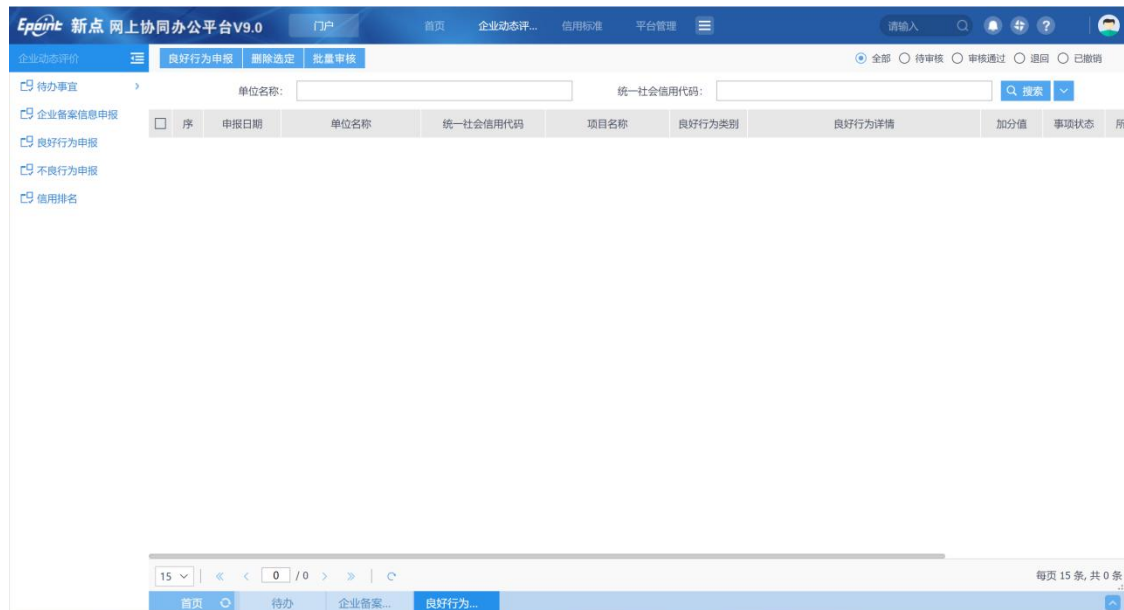 Epoint 新点 网上协同办公平台V9.0 门户 首页 企业动态评... 信用标准 平台管理 请输入
企业动态评价 良好行为申报 删除选定 批量审核 全部 待审核 审核通过 退回 已撤销
待办事宜 单位名称: 统一社会信用代码: 搜索
企业备案信息申报
序 申报日期 单位名称 统一社会信用代码 项目名称 良好行为类别 良好行为详情 加分值 事项状态 所
良好行为申报
不良行为申报
信用排名
15 0 / 0 每页 15 条, 共 0 条
首页 待办 企业备案... 良好行为...